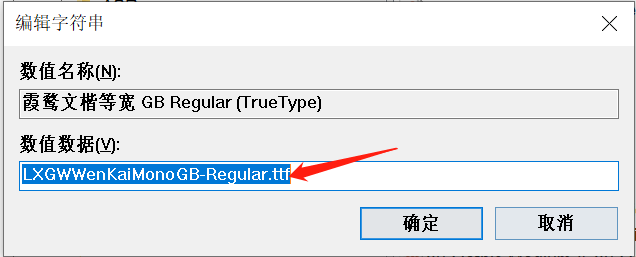 编辑字符串
数值名称(N):
霞鹜文楷等宽 GB Regular (TrueType)
数值数据(V):
LXGWWenKaiMonoGB-Regular.ttf
确定
取消